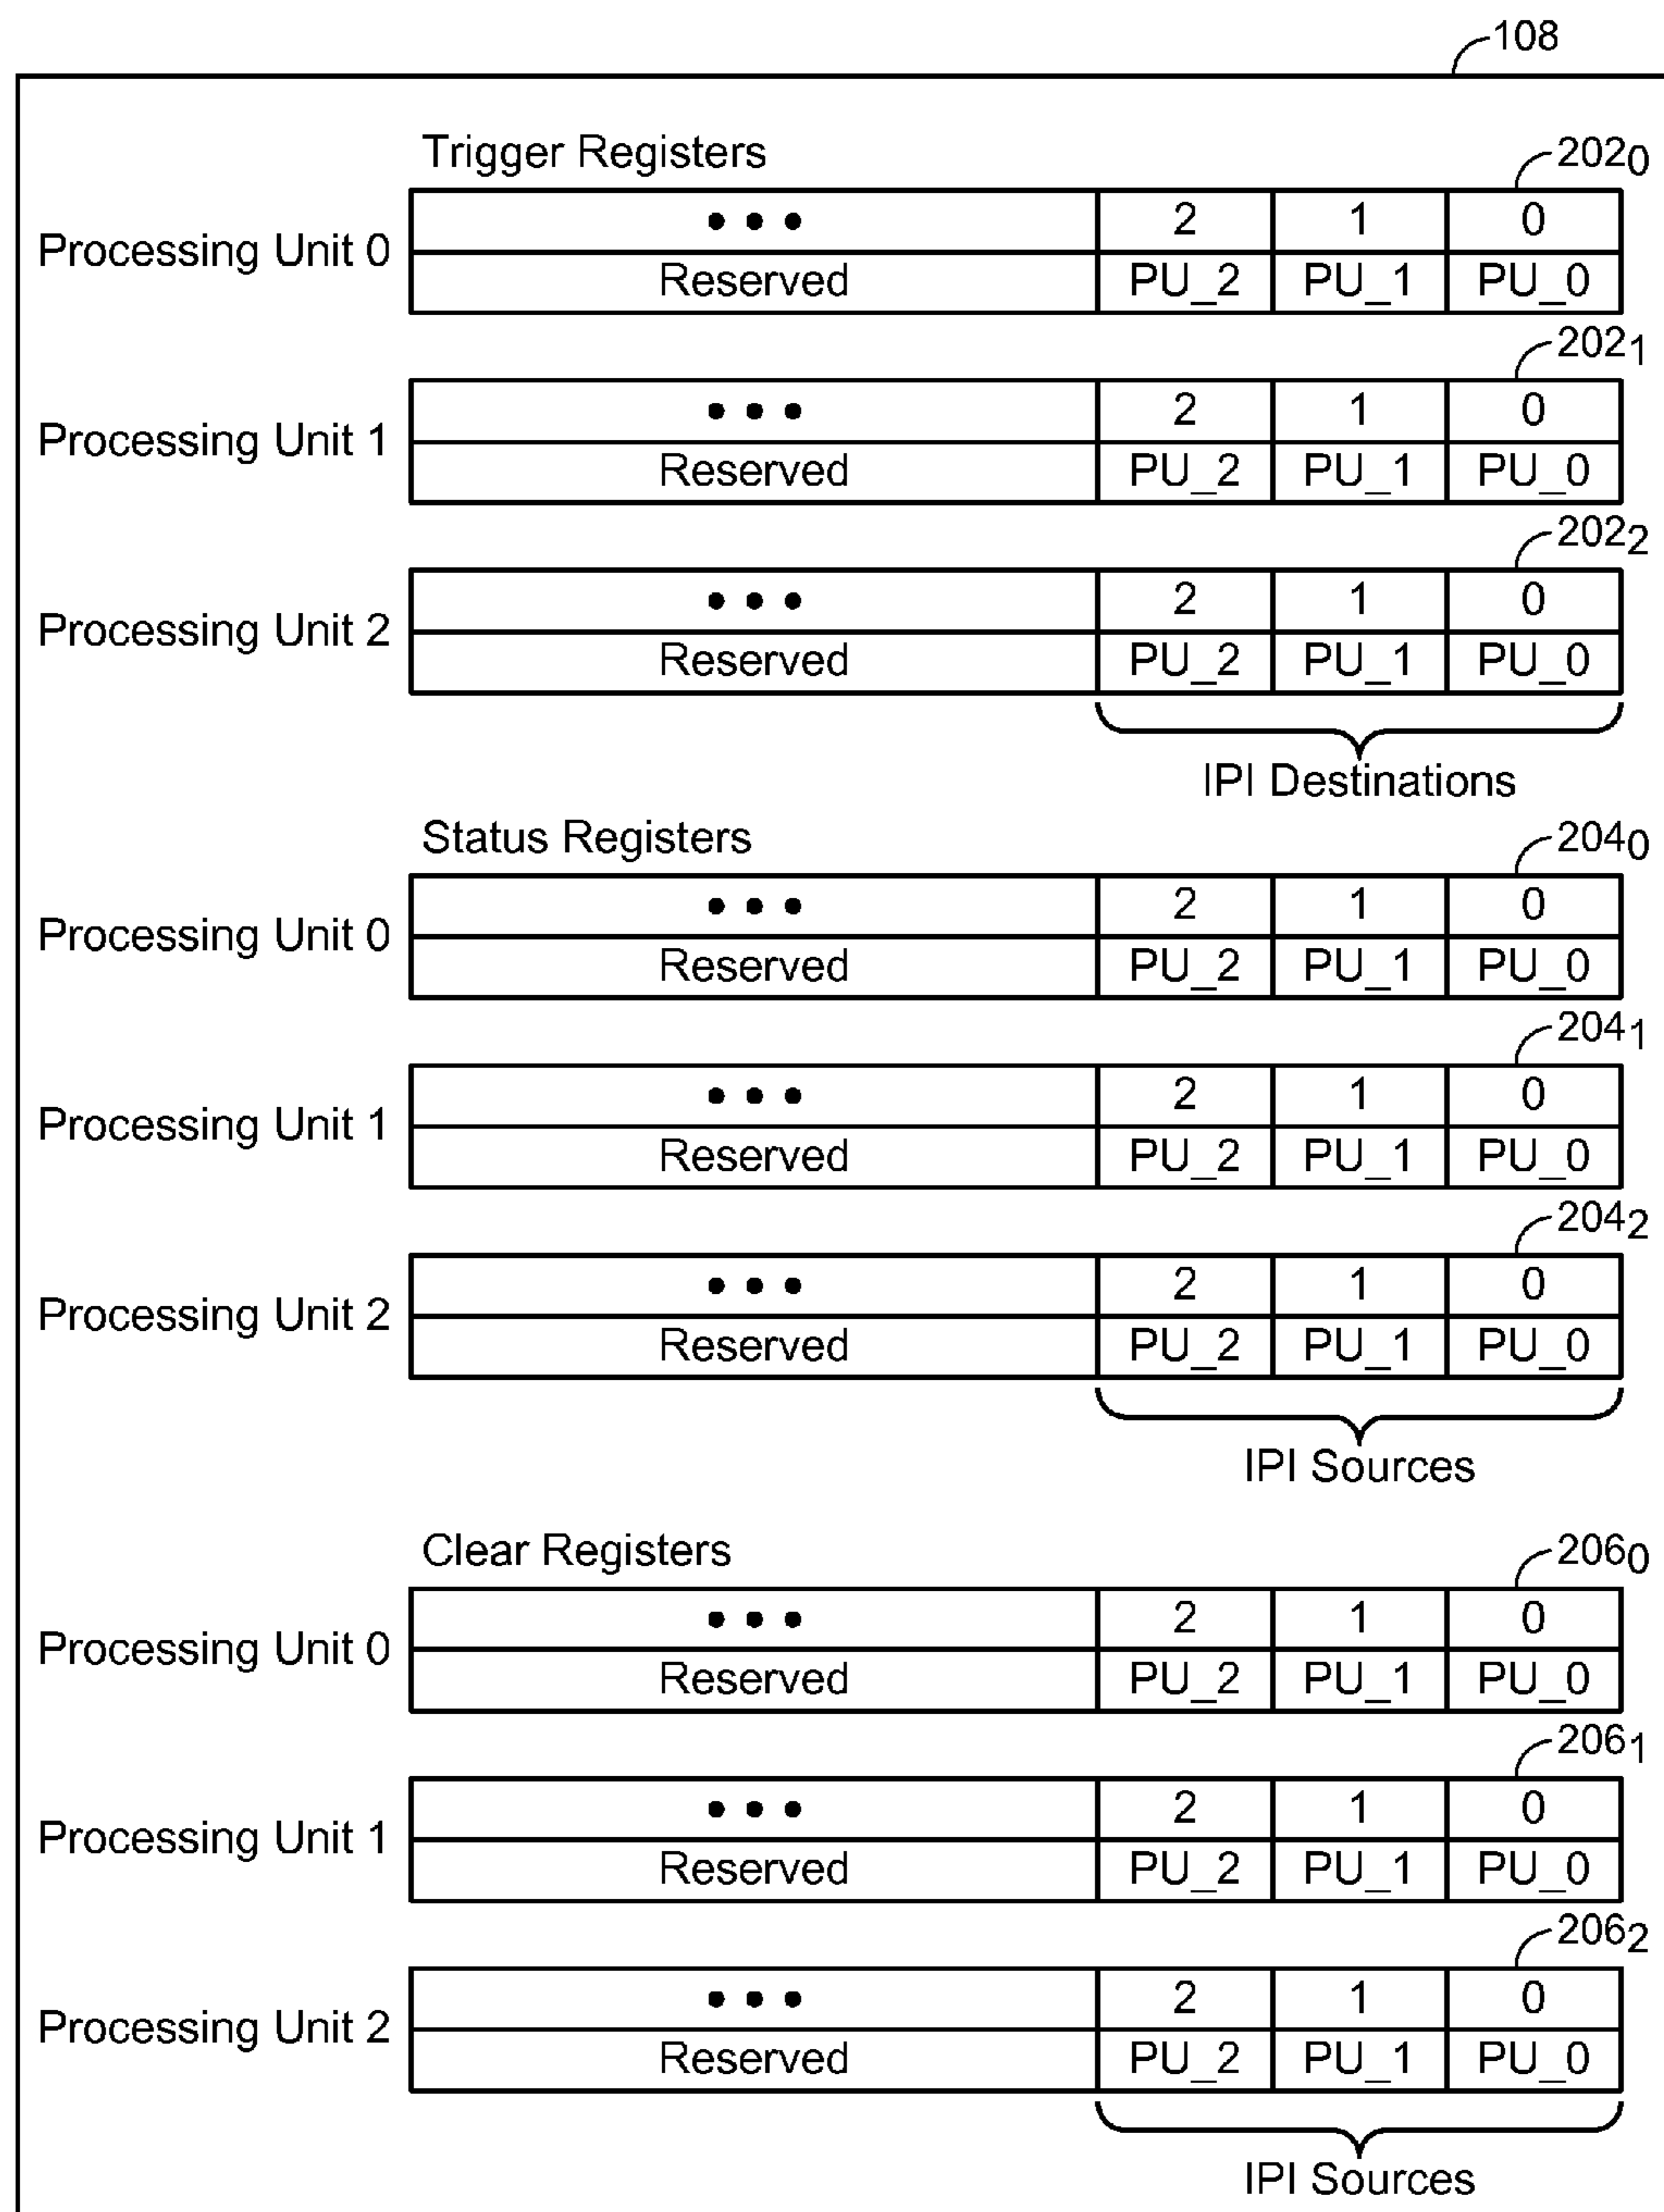 108
Trigger Registers
202₀
Processing Unit 0
• • • 2 1 0
Reserved PU_2 PU_1 PU_0
202₁
Processing Unit 1
• • • 2 1 0
Reserved PU_2 PU_1 PU_0
202₂
Processing Unit 2
• • • 2 1 0
Reserved PU_2 PU_1 PU_0
IPI Destinations
Status Registers
204₀
Processing Unit 0
• • • 2 1 0
Reserved PU_2 PU_1 PU_0
204₁
Processing Unit 1
• • • 2 1 0
Reserved PU_2 PU_1 PU_0
204₂
Processing Unit 2
• • • 2 1 0
Reserved PU_2 PU_1 PU_0
IPI Sources
Clear Registers
206₀
Processing Unit 0
• • • 2 1 0
Reserved PU_2 PU_1 PU_0
206₁
Processing Unit 1
• • • 2 1 0
Reserved PU_2 PU_1 PU_0
206₂
Processing Unit 2
• • • 2 1 0
Reserved PU_2 PU_1 PU_0
IPI Sources